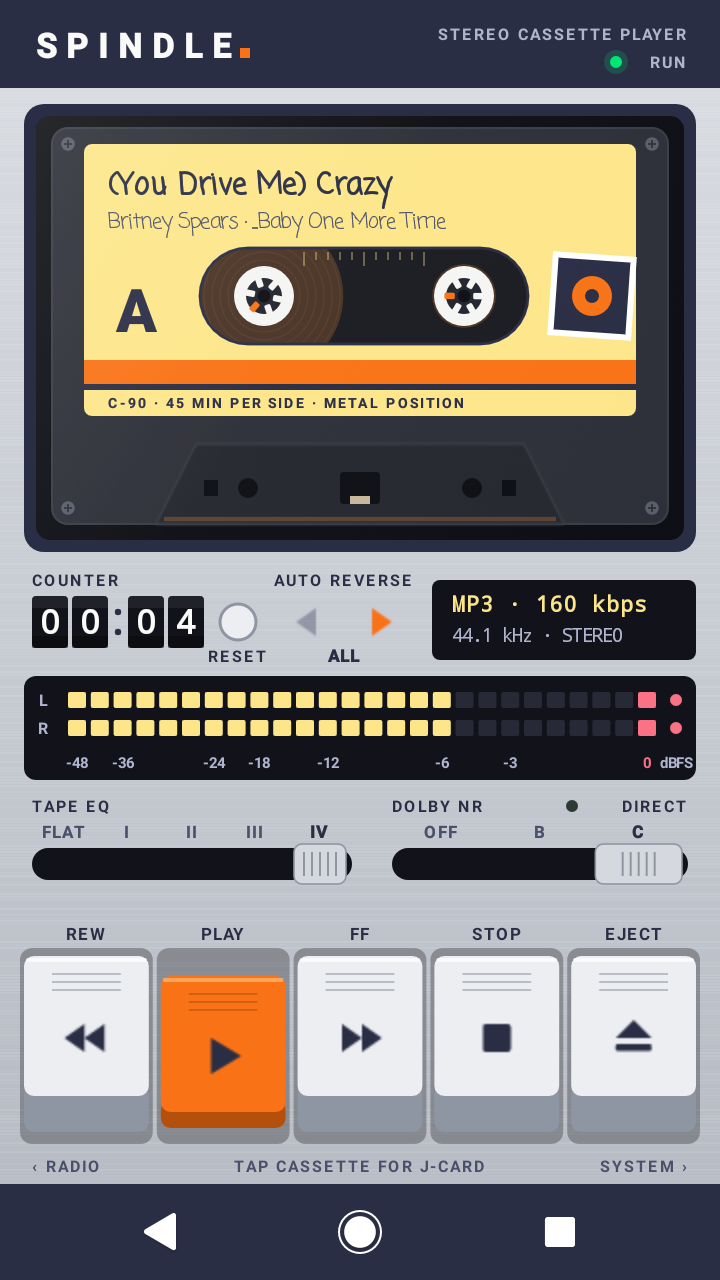 SPINDLE.
STEREO CASSETTE PLAYER
RUN
(You Drive Me) Crazy
Britney Spears · ...Baby One More Time
A
C-90 · 45 MIN PER SIDE · METAL POSITION
COUNTER
AUTO REVERSE
00:04
RESET
ALL
MP3 · 160 kbps
44.1 kHz · STEREO
L
R
-48 -36 -24 -18 -12 -6 -3 0 dBFS
TAPE EQ
DOLBY NR
DIRECT
FLAT I II III IV
OFF B C
REW PLAY FF STOP EJECT
‹ RADIO
TAP CASSETTE FOR J-CARD
SYSTEM ›